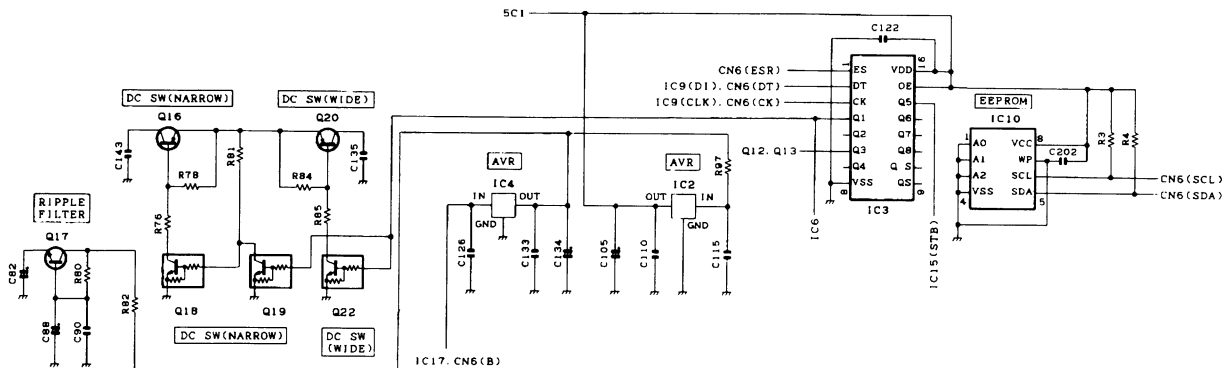 5C1
C122
CN6(ESR)
IC9(DI). CN6(DT)
IC9(CLK). CN6(CK)
1
16
ES
VDD
DT
OE
CK
Q5
Q1
Q6
Q2
Q7
Q3
Q8
Q4
Q S
VSS
QS
8
9
IC3
Q12. Q13
IC6
IC15(STB)
EEPROM
IC10
1
8
A0
VCC
A1
WP
A2
SCL
VSS
SDA
4
5
C202
R3
R4
CN6(SCL)
CN6(SDA)
DC SW(NARROW)
DC SW(WIDE)
Q16
Q20
C143
R81
C135
R78
R84
R76
R85
RIPPLE
FILTER
Q17
C82
R80
R82
C88
C90
Q18
Q19
Q22
DC SW(NARROW)
DC SW
(WIDE)
AVR
IC4
IN
OUT
GND
C126
C133
C134
AVR
IC2
OUT
IN
GND
R97
C105
C110
C115
IC17. CN6(B)